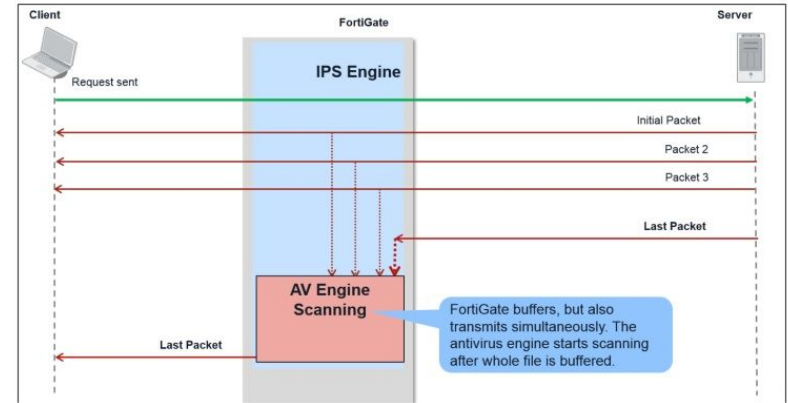 Client
FortiGate
Server
IPS Engine
Request sent
Initial Packet
Packet 2
Packet 3
Last Packet
AV Engine
Scanning
FortiGate buffers, but also
transmits simultaneously. The
antivirus engine starts scanning
after whole file is buffered.
Last Packet